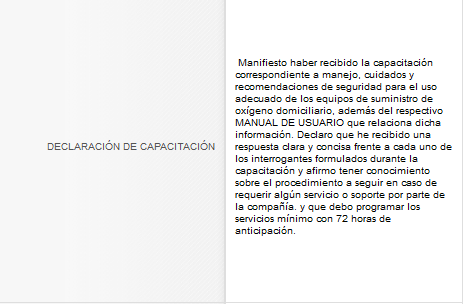 DECLARACIÓN DE CAPACITACIÓN
Manifiesto haber recibido la capacitación
correspondiente a manejo, cuidados y
recomendaciones de seguridad para el uso
adecuado de los equipos de suministro de
oxígeno domiciliario, además del respectivo
MANUAL DE USUARIO que relaciona dicha
información. Declaro que he recibido una
respuesta clara y concisa frente a cada uno de
los interrogantes formulados durante la
capacitación y afirmo tener conocimiento
sobre el procedimiento a seguir en caso de
requerir algún servicio o soporte por parte de
la compañía. y que debo programar los
servicios mínimo con 72 horas de
anticipación.